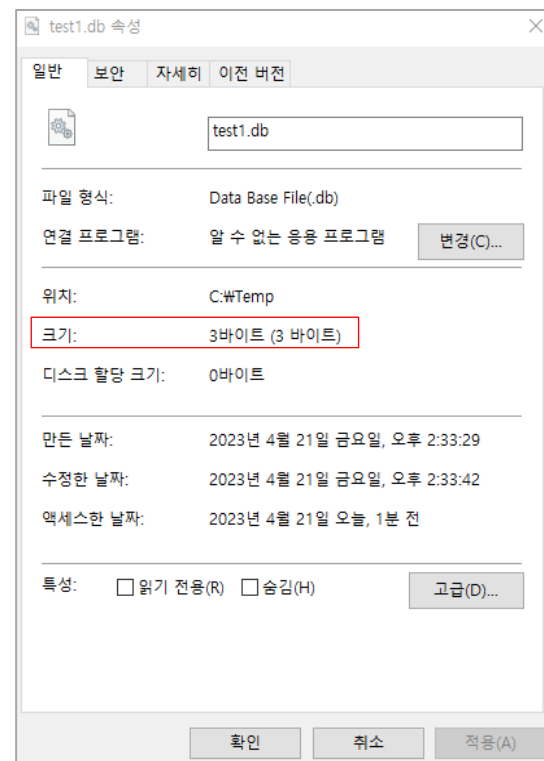 test1.db 속성
일반 보안 자세히 이전 버전
test1.db
파일 형식: Data Base File(.db)
연결 프로그램: 알 수 없는 응용 프로그램 변경(C)...
위치: C:₩Temp
크기: 3바이트 (3 바이트)
디스크 할당 크기: 0바이트
만든 날짜: 2023년 4월 21일 금요일, 오후 2:33:29
수정한 날짜: 2023년 4월 21일 금요일, 오후 2:33:42
액세스한 날짜: 2023년 4월 21일 오늘, 1분 전
특성: 읽기 전용(R) 숨김(H) 고급(D)...
확인 취소 적용(A)